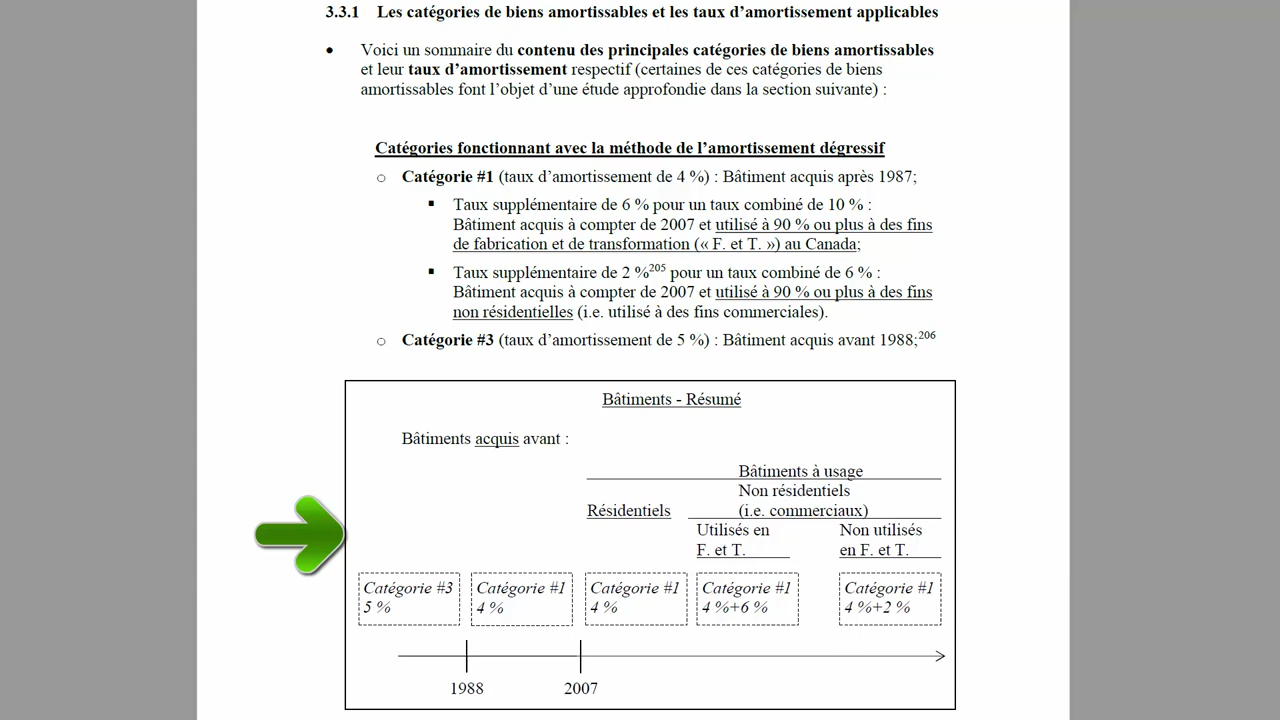 3.3.1 Les catégories de biens amortissables et les taux d'amortissement applicables
• Voici un sommaire du contenu des principales catégories de biens amortissables
et leur taux d'amortissement respectif (certaines de ces catégories de biens
amortissables font l'objet d'une étude approfondie dans la section suivante) :
Catégories fonctionnant avec la méthode de l'amortissement dégressif
o Catégorie #1 (taux d'amortissement de 4 %) : Bâtiment acquis après 1987;
▪ Taux supplémentaire de 6 % pour un taux combiné de 10 % :
Bâtiment acquis à compter de 2007 et utilisé à 90 % ou plus à des fins
de fabrication et de transformation (« F. et T. ») au Canada;
▪ Taux supplémentaire de 2 %205 pour un taux combiné de 6 % :
Bâtiment acquis à compter de 2007 et utilisé à 90 % ou plus à des fins
non résidentielles (i.e. utilisé à des fins commerciales).
o Catégorie #3 (taux d'amortissement de 5 %) : Bâtiment acquis avant 1988;206
Bâtiments - Résumé
Bâtiments acquis avant :
Bâtiments à usage
Non résidentiels
Résidentiels (i.e. commerciaux)
Utilisés en Non utilisés
F. et T. en F. et T.
Catégorie #3 Catégorie #1 Catégorie #1 Catégorie #1 Catégorie #1
5 % 4 % 4 % 4 %+6 % 4 %+2 %
1988 2007